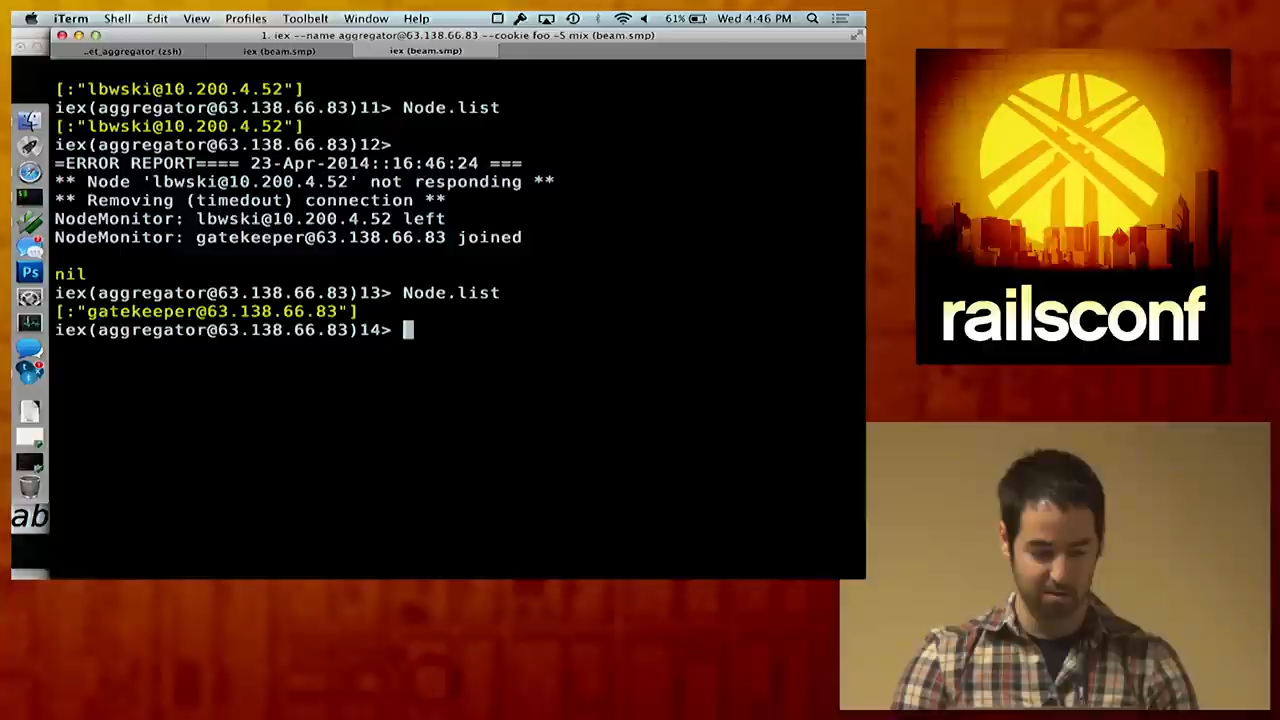 iTerm Shell Edit View Profiles Toolbelt Window Help 61% Wed 4:46 PM
1. iex --name aggregator@63.138.66.83 --cookie foo -S mix (beam.smp)
..et_aggregator (zsh) iex (beam.smp) iex (beam.smp)
[:"lbwski@10.200.4.52"]
iex(aggregator@63.138.66.83)11> Node.list
[:"lbwski@10.200.4.52"]
iex(aggregator@63.138.66.83)12>
=ERROR REPORT==== 23-Apr-2014::16:46:24 ===
** Node 'lbwski@10.200.4.52' not responding **
** Removing (timedout) connection **
NodeMonitor: lbwski@10.200.4.52 left
NodeMonitor: gatekeeper@63.138.66.83 joined
nil
iex(aggregator@63.138.66.83)13> Node.list
[:"gatekeeper@63.138.66.83"]
iex(aggregator@63.138.66.83)14>
Ps
ab
railsconf